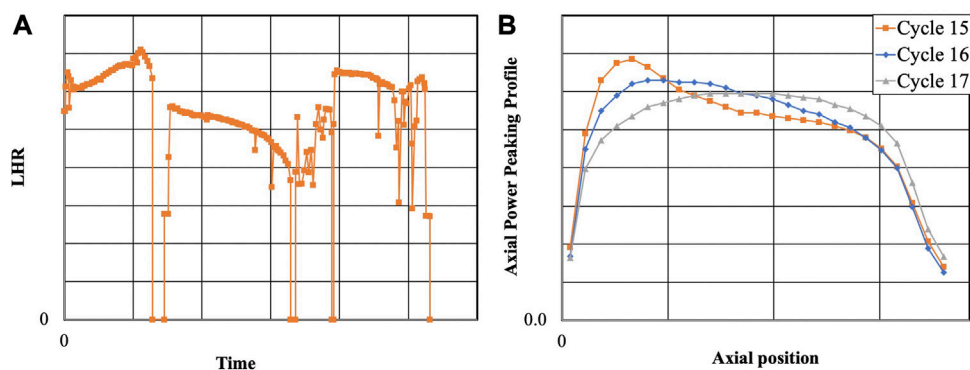 A
LHR
0
0
Time
B
Axial Power Peaking Profile
Cycle 15
Cycle 16
Cycle 17
0.0
0
Axial position